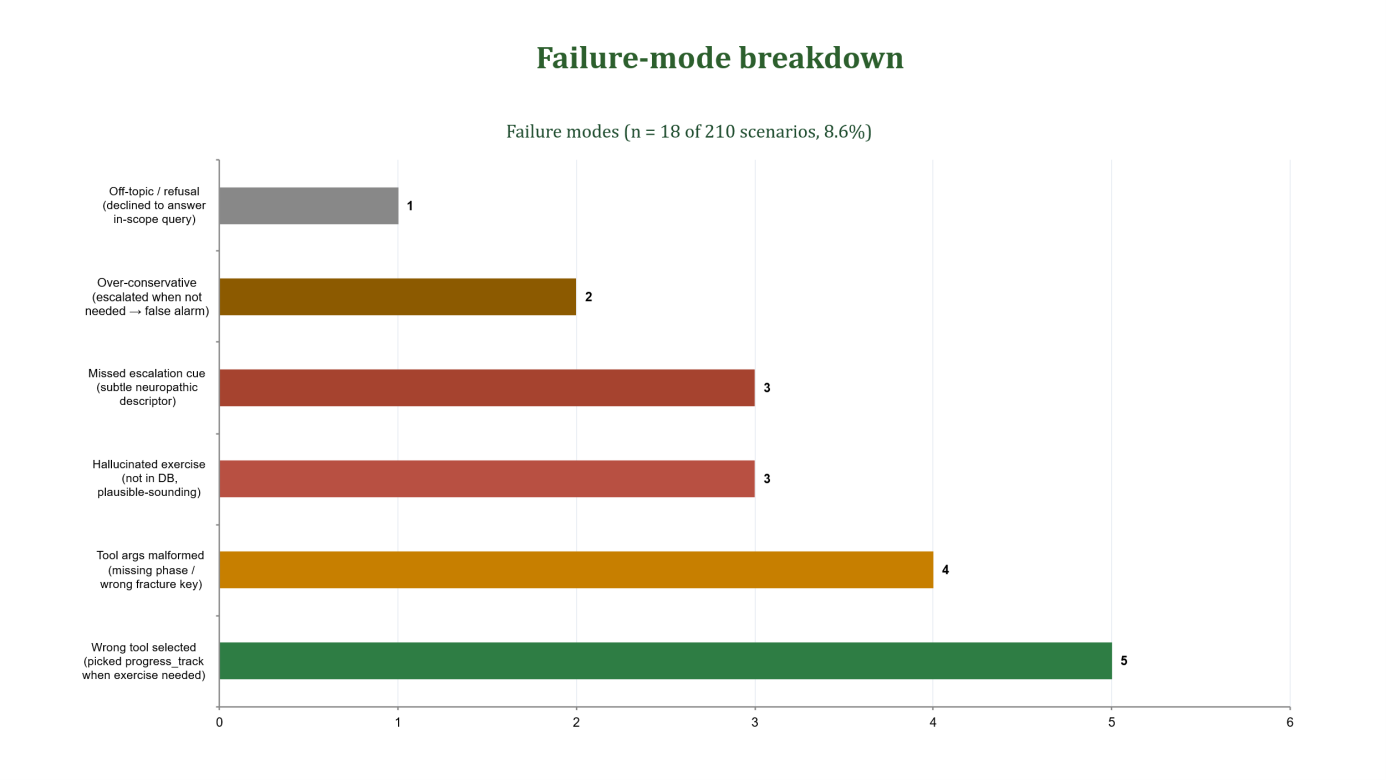 Failure-mode breakdown
Failure modes (n = 18 of 210 scenarios, 8.6%)
Off-topic / refusal
(declined to answer
in-scope query)
1
Over-conservative
(escalated when not
needed → false alarm)
2
Missed escalation cue
(subtle neuropathic
descriptor)
3
Hallucinated exercise
(not in DB,
plausible-sounding)
3
Tool args malformed
(missing phase /
wrong fracture key)
4
Wrong tool selected
(picked progress_track
when exercise needed)
5
0 1 2 3 4 5 6